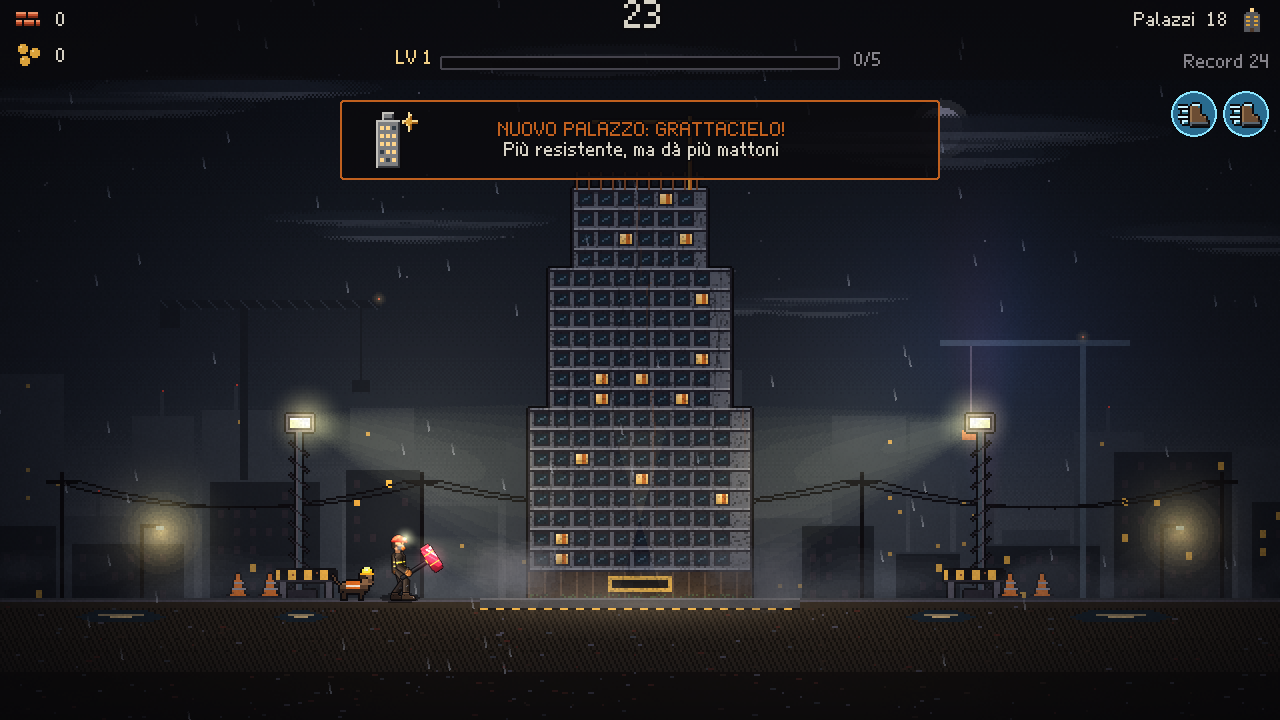 0
23
Palazzi 18
0
LV 1
0/5
Record 24
NUOVO PALAZZO: GRATTACIELO!
Più resistente, ma dà più mattoni